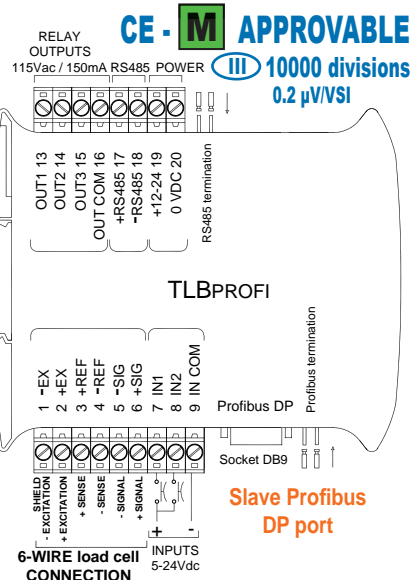 CE - M APPROVABLE
III 10000 divisions
0.2 µV/VSI
RELAY
OUTPUTS
115Vac / 150mA RS485 POWER
OUT1 13
OUT2 14
OUT3 15
OUT COM 16
+RS485 17
-RS485 18
+12-24 19
0 VDC 20
RS485 termination
TLBPROFI
1 -EX
2 +EX
3 +REF
4 -REF
5 -SIG
6 +SIG
7 IN1
8 IN2
9 IN COM
Profibus DP
Profibus termination
Socket DB9
SHIELD
- EXCITATION
+ EXCITATION
+ SENSE
- SENSE
- SIGNAL
+ SIGNAL
+ -
6-WIRE load cell
CONNECTION
INPUTS
5-24Vdc
Slave Profibus
DP port